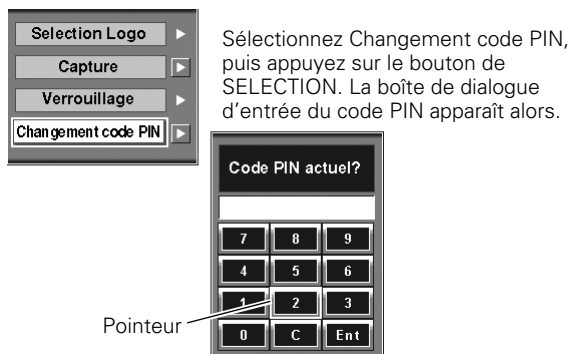 Selection Logo
Capture
Verrouillage
Changement code PIN
Sélectionnez Changement code PIN,
puis appuyez sur le bouton de
SELECTION. La boîte de dialogue
d'entrée du code PIN apparaît alors.
Code PIN actuel?
7 8 9
4 5 6
1 2 3
Pointeur
0 C Ent